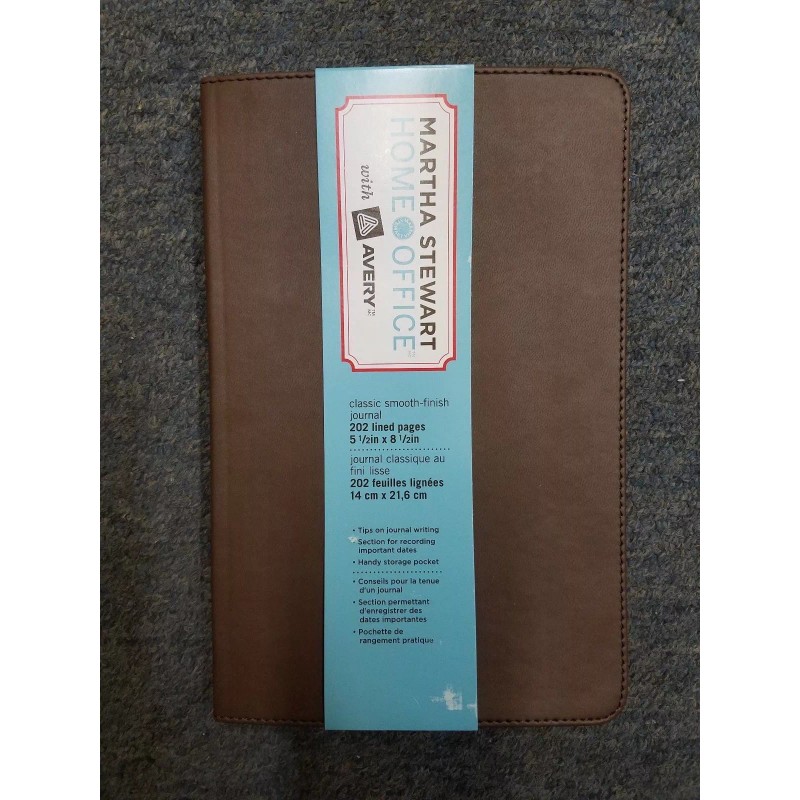 MARTHA STEWART
HOME OFFICE™
with AVERY™
classic smooth-finish
journal
202 lined pages
5 1/2in x 8 1/2in
journal classique au
fini lisse
202 feuilles lignées
14 cm x 21,6 cm
• Tips on journal writing
• Section for recording
important dates
• Handy storage pocket
• Conseils pour la tenue
d'un journal
• Section permettant
d'enregistrer des
dates importantes
• Pochette de
rangement pratique